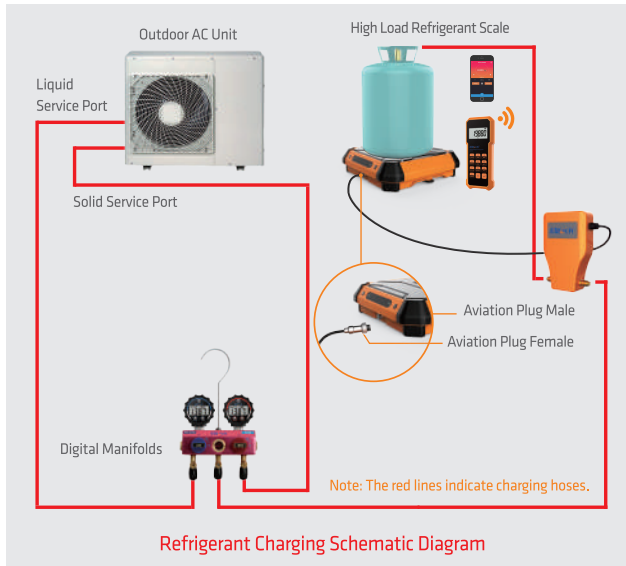 Outdoor AC Unit
High Load Refrigerant Scale
Liquid
Service Port
Solid Service Port
Aviation Plug Male
Aviation Plug Female
Digital Manifolds
Note: The red lines indicate charging hoses.
Refrigerant Charging Schematic Diagram